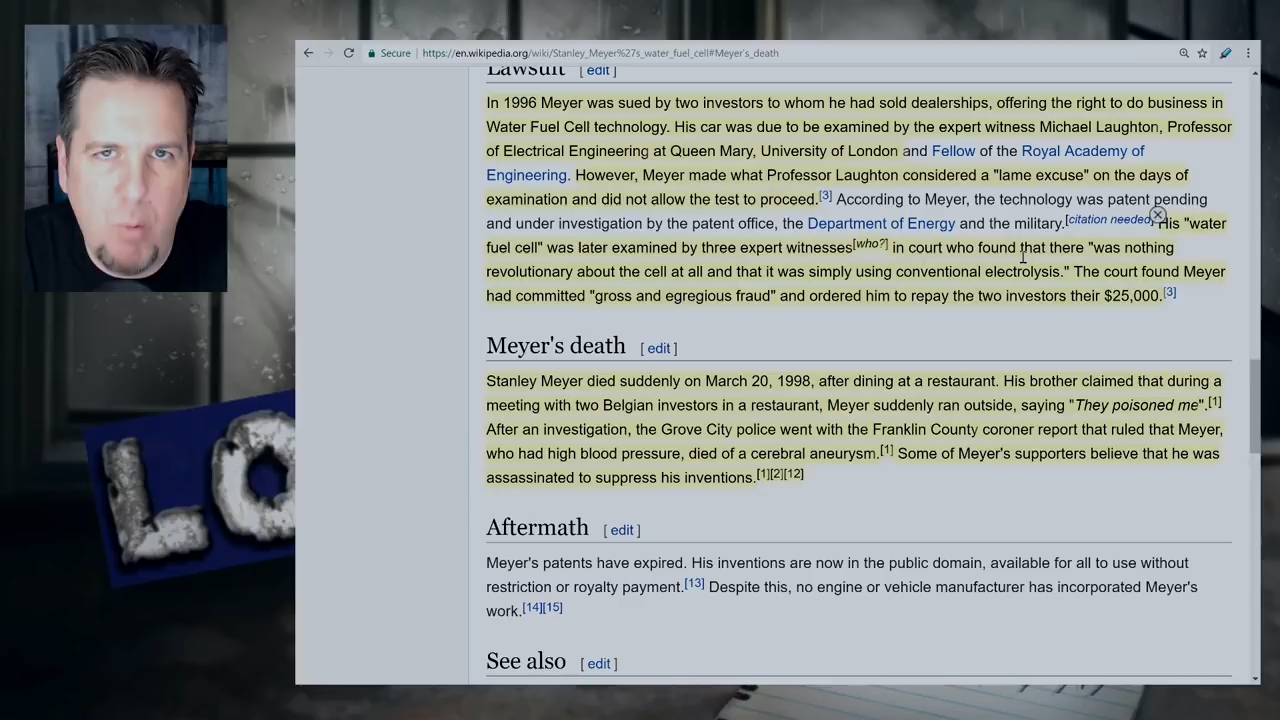 Secure
https://en.wikipedia.org/wiki/Stanley_Meyer%27s_water_fuel_cell#Meyer's_death
Lawsuit [ edit ]
In 1996 Meyer was sued by two investors to whom he had sold dealerships, offering the right to do business in
Water Fuel Cell technology. His car was due to be examined by the expert witness Michael Laughton, Professor
of Electrical Engineering at Queen Mary, University of London and Fellow of the Royal Academy of
Engineering. However, Meyer made what Professor Laughton considered a "lame excuse" on the days of
examination and did not allow the test to proceed.[3] According to Meyer, the technology was patent pending
and under investigation by the patent office, the Department of Energy and the military.[citation needed] His "water
fuel cell" was later examined by three expert witnesses[who?] in court who found that there "was nothing
revolutionary about the cell at all and that it was simply using conventional electrolysis." The court found Meyer
had committed "gross and egregious fraud" and ordered him to repay the two investors their $25,000.[3]
Meyer's death [ edit ]
Stanley Meyer died suddenly on March 20, 1998, after dining at a restaurant. His brother claimed that during a
meeting with two Belgian investors in a restaurant, Meyer suddenly ran outside, saying "They poisoned me".[1]
After an investigation, the Grove City police went with the Franklin County coroner report that ruled that Meyer,
who had high blood pressure, died of a cerebral aneurysm.[1] Some of Meyer's supporters believe that he was
assassinated to suppress his inventions.[1][2][12]
Aftermath [ edit ]
Meyer's patents have expired. His inventions are now in the public domain, available for all to use without
restriction or royalty payment.[13] Despite this, no engine or vehicle manufacturer has incorporated Meyer's
work.[14][15]
See also [ edit ]
LO